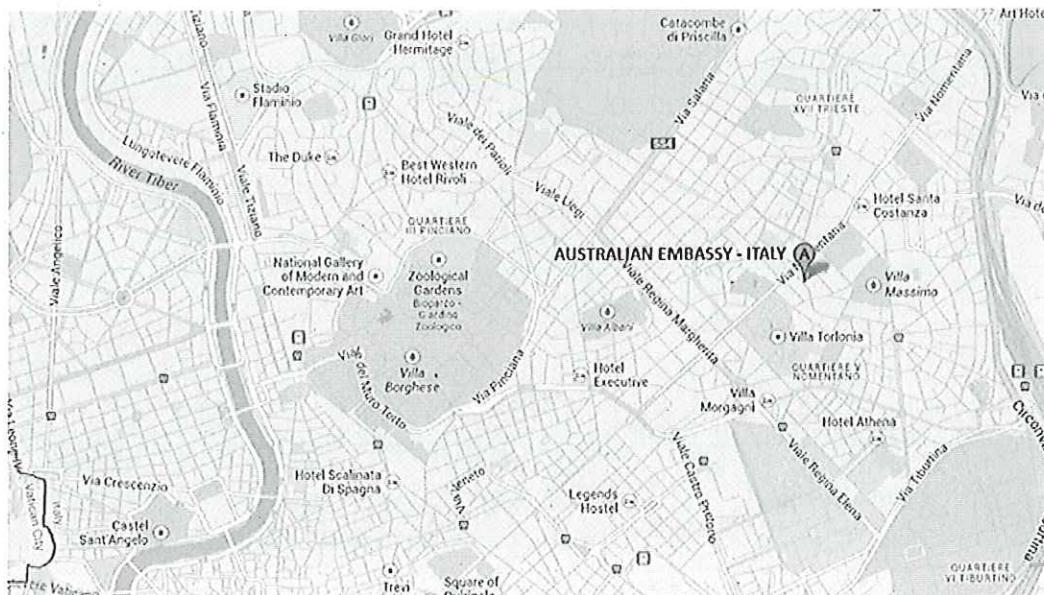 Art Hotel
Catacombe
di Priscilla
Villa Glori
Grand Hotel
Hermitage
Via Flaminia
Stadio
Flaminio
Viale dei Parioli
Via Salaria
QUARTIERE
XVII TRIESTE
Via Nomentana
S54
Lungotevere Flaminio
River Tiber
The Duke
Best Western
Hotel Rivoli
Viale Tiziano
Viale Liegi
Hotel Santa
Costanza
Via de
QUARTIERE
III PINCIANO
Viale Angelico
National Gallery
of Modern and
Contemporary Art
Zoological
Gardens
Bioparco -
Giardino
Zoologico
AUSTRALIAN EMBASSY - ITALY
A
Viale Regina Margherita
Villa
Massimo
Villa Albani
Villa Torlonia
Viale del Muro Torto
Villa
Borghese
Via Pinciana
Hotel
Executive
QUARTIERE V
NOMENTANO
Villa
Morgagni
Hotel Athena
Via Crescenzio
Hotel Scalinata
Di Spagna
Via V. Veneto
Legends
Hostel
Viale Castro Pretorio
Viale Regina Elena
Via Tiburtina
Vatican City
Italy
Castel
Sant'Angelo
Trevi
Square of
QUARTIERE
VI TIBURTINO